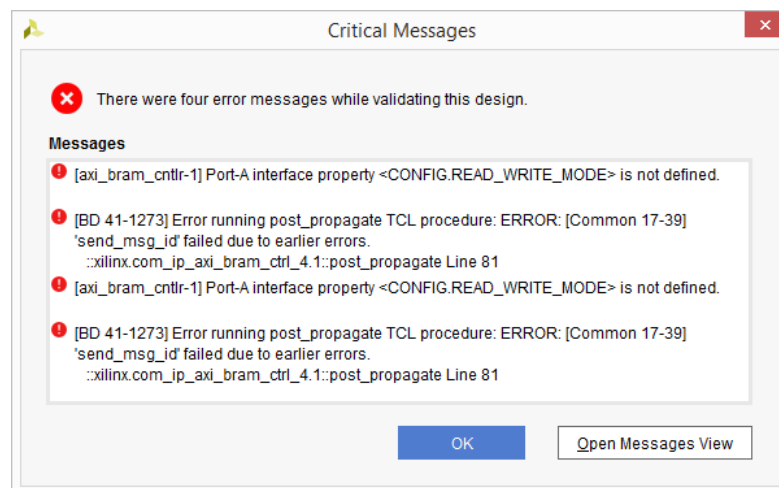 Critical Messages
There were four error messages while validating this design.
Messages
[axi_bram_cntlr-1] Port-A interface property <CONFIG.READ_WRITE_MODE> is not defined.
[BD 41-1273] Error running post_propagate TCL procedure: ERROR: [Common 17-39]
'send_msg_id' failed due to earlier errors.
::xilinx.com_ip_axi_bram_ctrl_4.1::post_propagate Line 81
[axi_bram_cntlr-1] Port-A interface property <CONFIG.READ_WRITE_MODE> is not defined.
[BD 41-1273] Error running post_propagate TCL procedure: ERROR: [Common 17-39]
'send_msg_id' failed due to earlier errors.
::xilinx.com_ip_axi_bram_ctrl_4.1::post_propagate Line 81
OK
Open Messages View